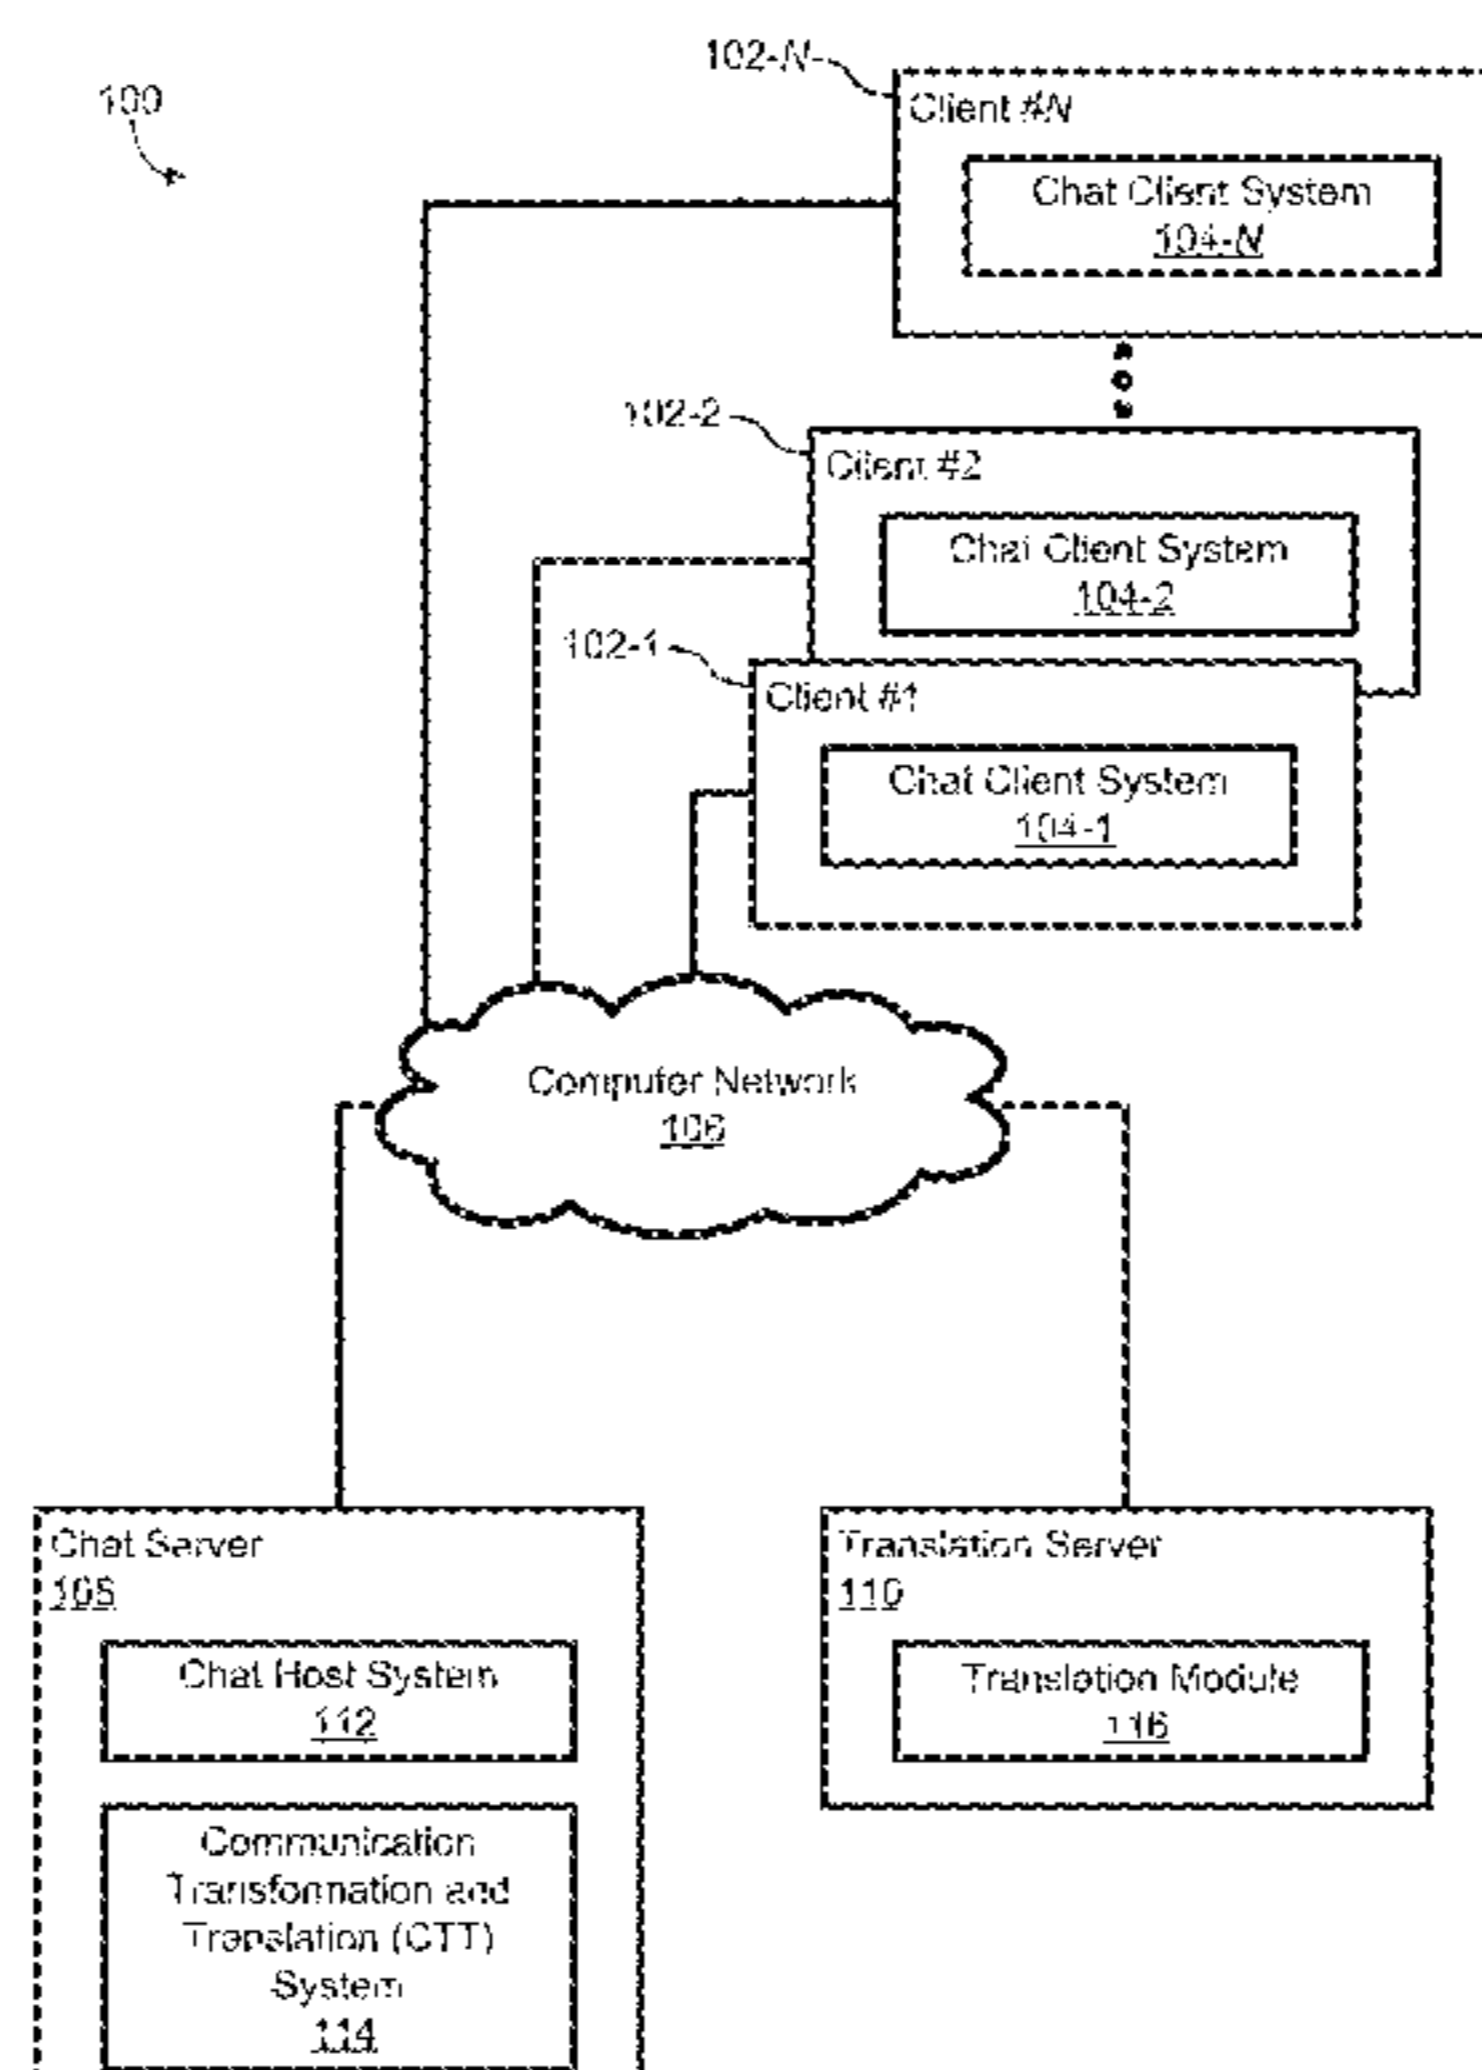 100
102-N
Client #N
Chat Client System
104-N
102-2
Client #2
Chat Client System
104-2
102-1
Client #1
Chat Client System
104-1
Computer Network
106
Chat Server
108
Chat Host System
112
Communication
Transformation and
Translation (CTT)
System
114
Translation Server
110
Translation Module
116